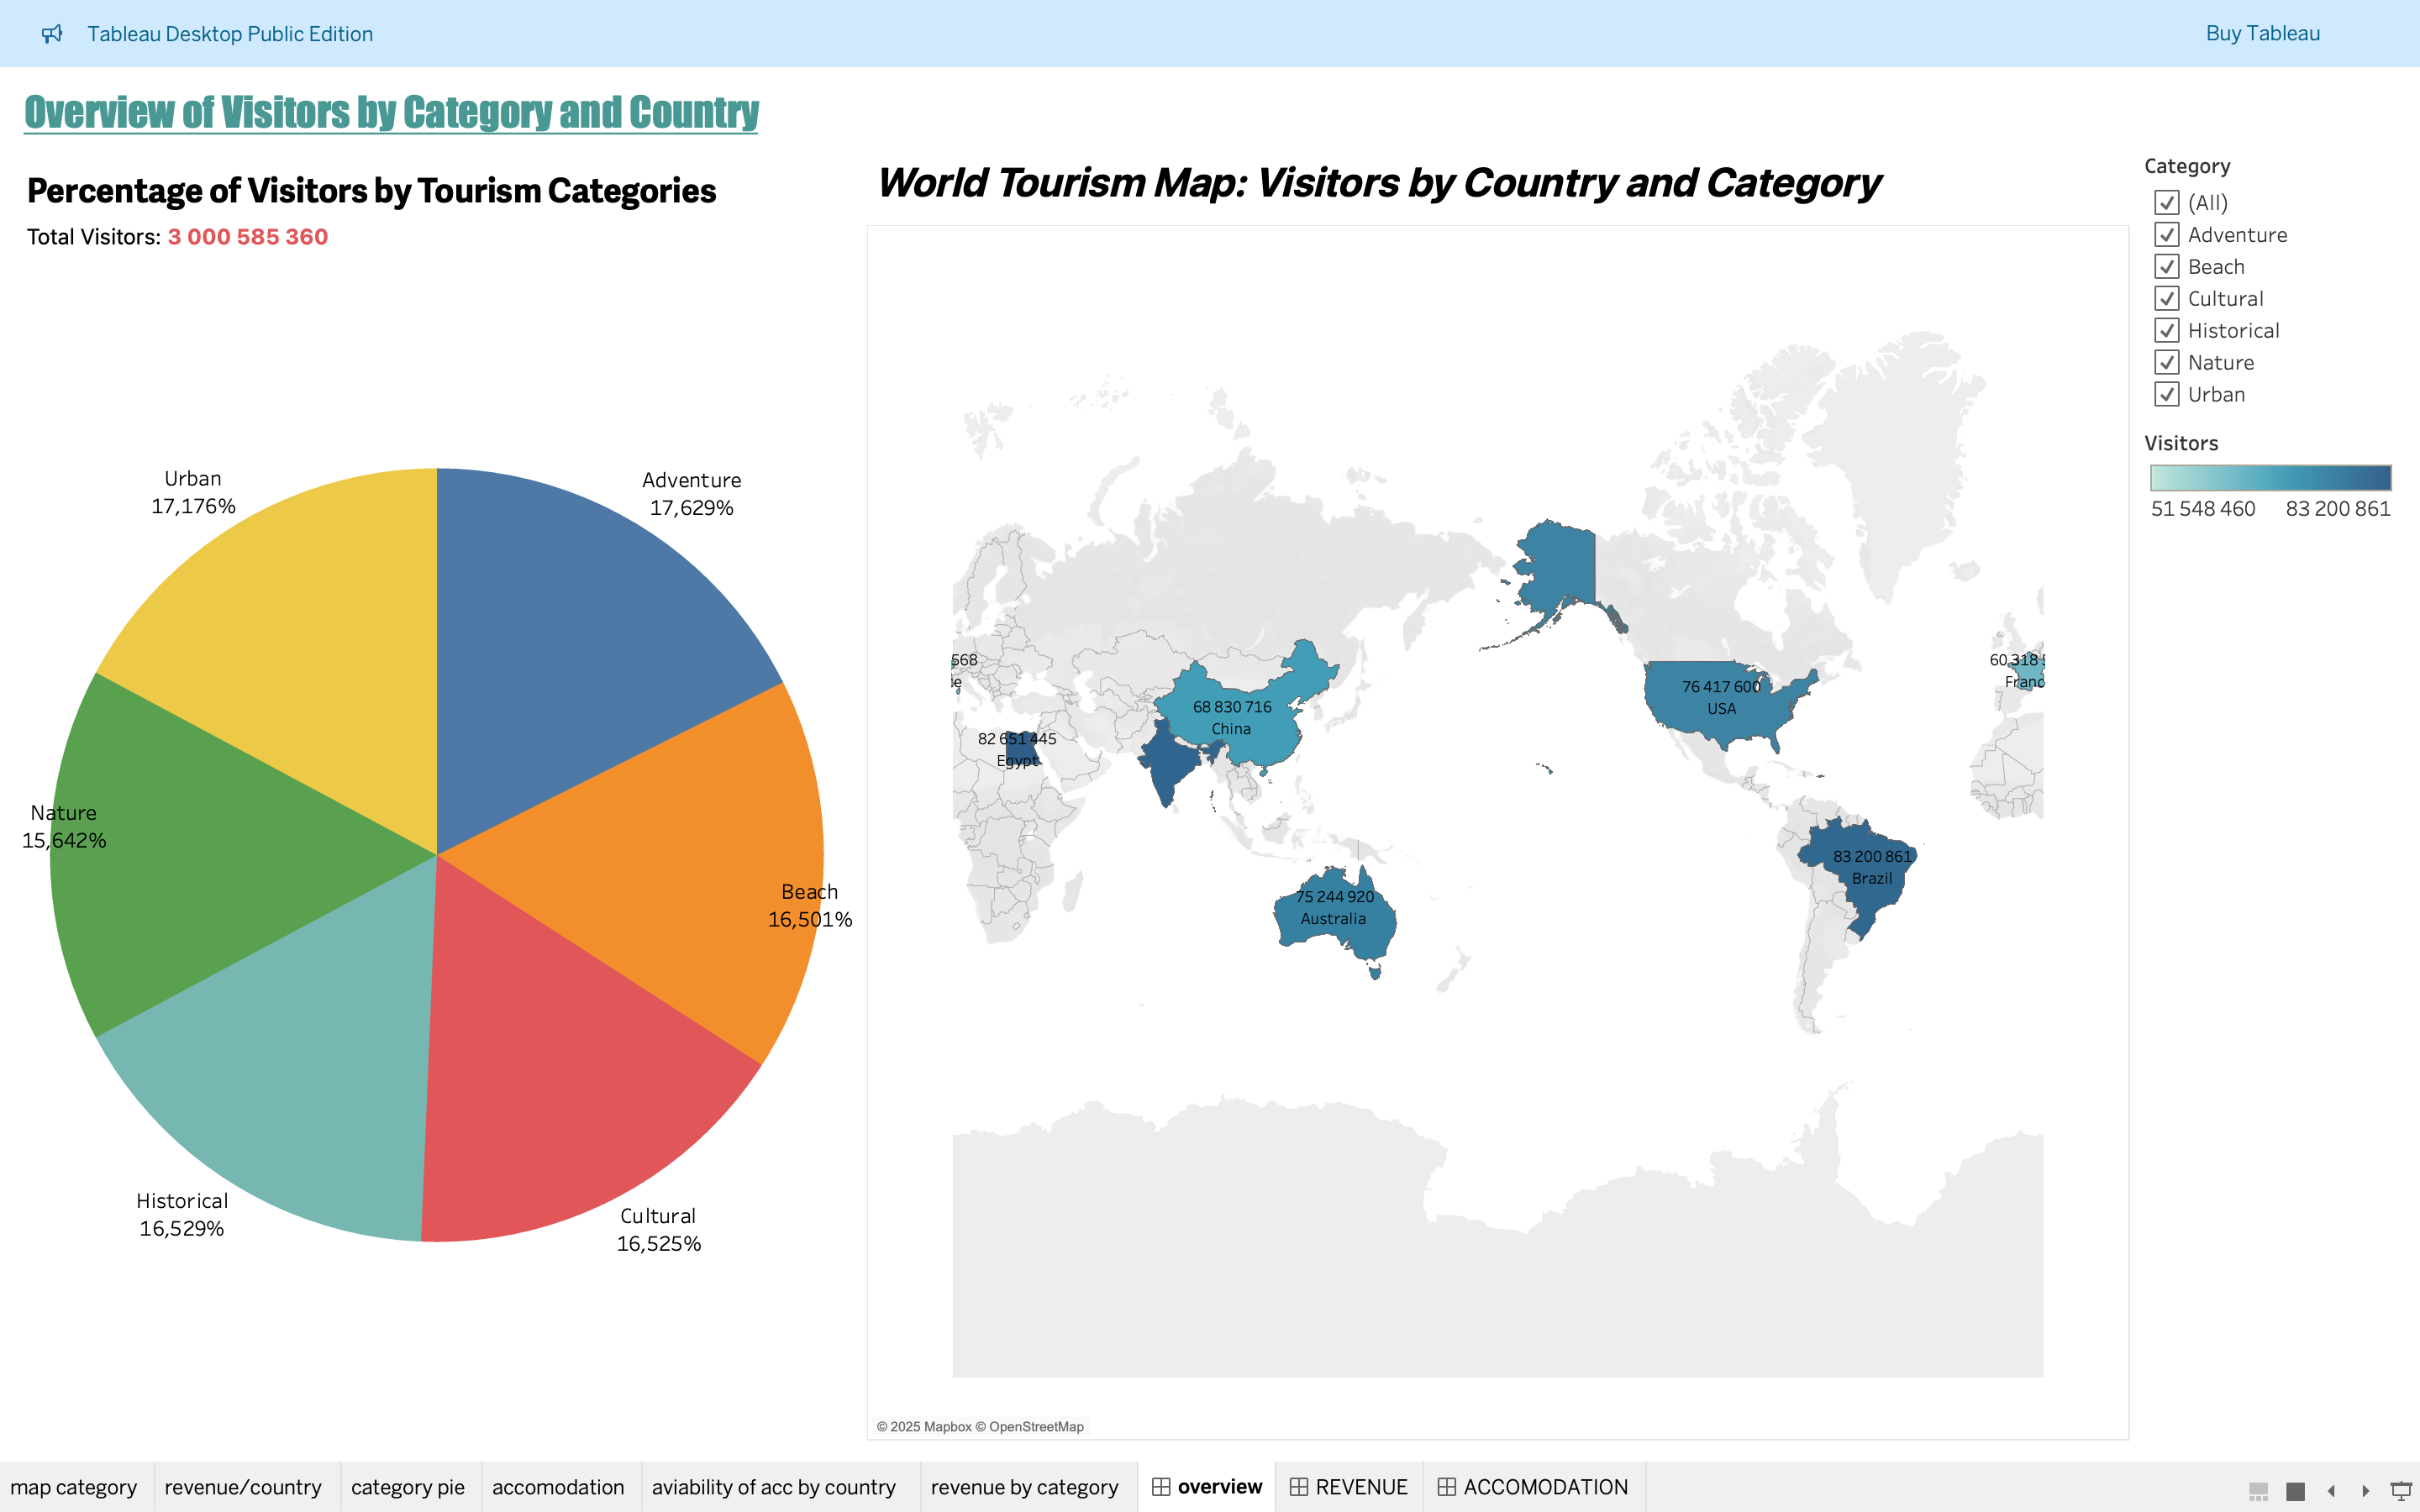 Tableau Desktop Public Edition
Buy Tableau
Overview of Visitors by Category and Country
Percentage of Visitors by Tourism Categories
Total Visitors: 3 000 585 360
Urban
17,176%
Adventure
17,629%
Nature
15,642%
Beach
16,501%
Historical
16,529%
Cultural
16,525%
World Tourism Map: Visitors by Country and Category
568
82 651 445
Egypt
68 830 716
China
75 244 920
Australia
76 417 600
USA
83 200 861
Brazil
60 318
Franc
© 2025 Mapbox © OpenStreetMap
Category
(All)
Adventure
Beach
Cultural
Historical
Nature
Urban
Visitors
51 548 460 83 200 861
map category revenue/country category pie accomodation aviability of acc by country revenue by category overview REVENUE ACCOMODATION